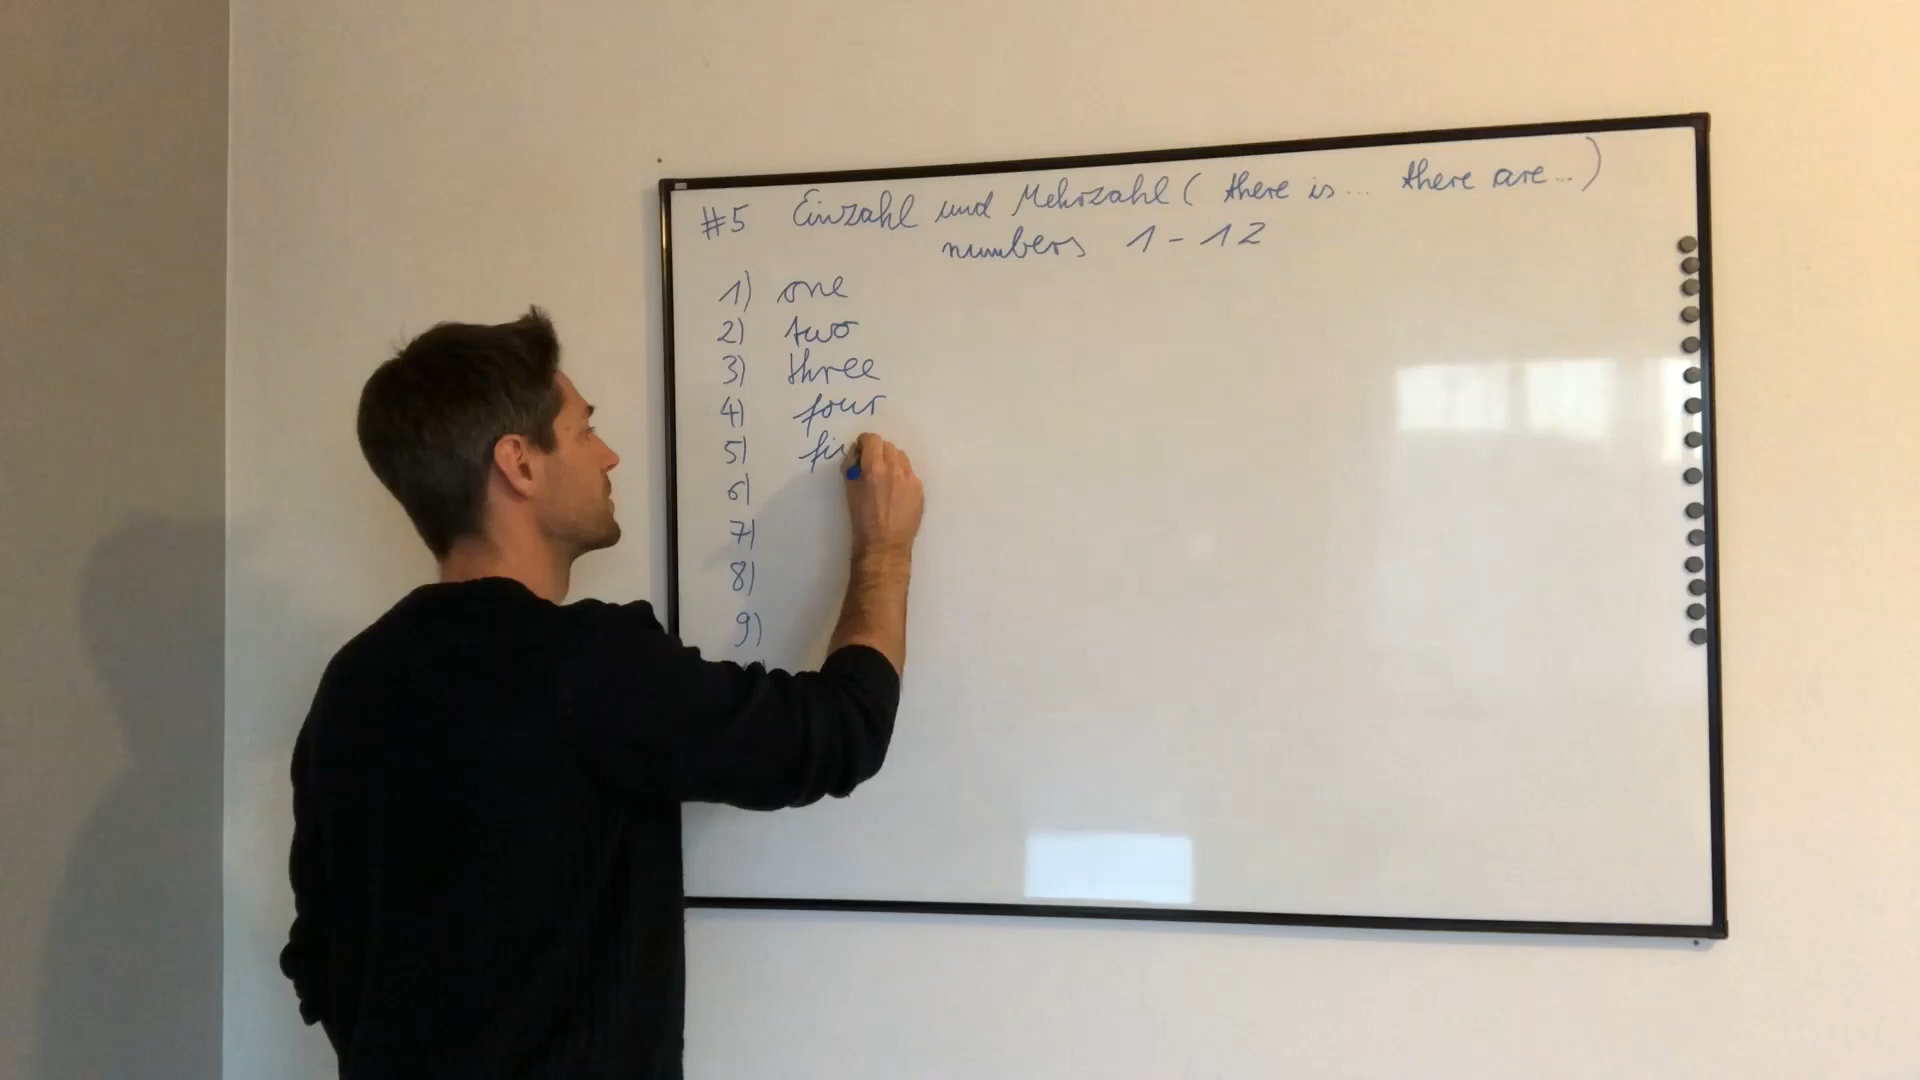 #5 Einzahl und Mehrzahl ( there is ... there are ... )
numbers 1 - 12
1) one
2) two
3) three
4) four
5) fi
6)
7)
8)
9)